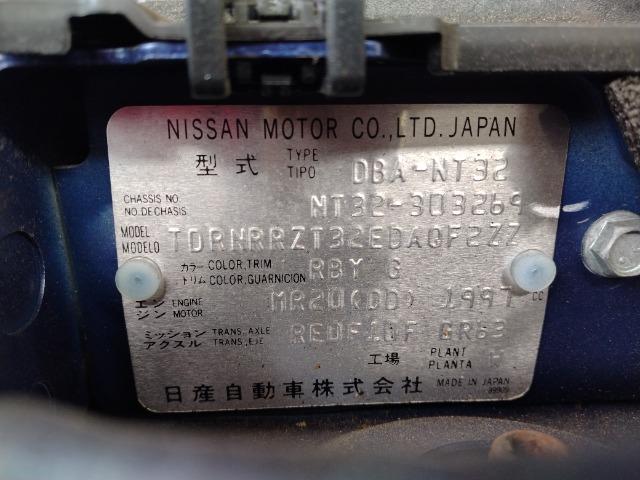 NISSAN MOTOR CO.,LTD. JAPAN
型式 TYPE TIPO DBA-NT32
CHASSIS NO. NO.DE CHASIS NT32-303269
MODEL MODELO TDRNRRZT32EDA0F2ZZ
カラー COLOR,TRIM トリム COLOR,GUARNICION RBY G
エンジン ENGINE MOTOR MR20(DD) 1997 CC
ミッション TRANS,AXLE アクスル TRANS,EJE RE0F10F GR63
工場 PLANT PLANTA
日産自動車株式会社 MADE IN JAPAN